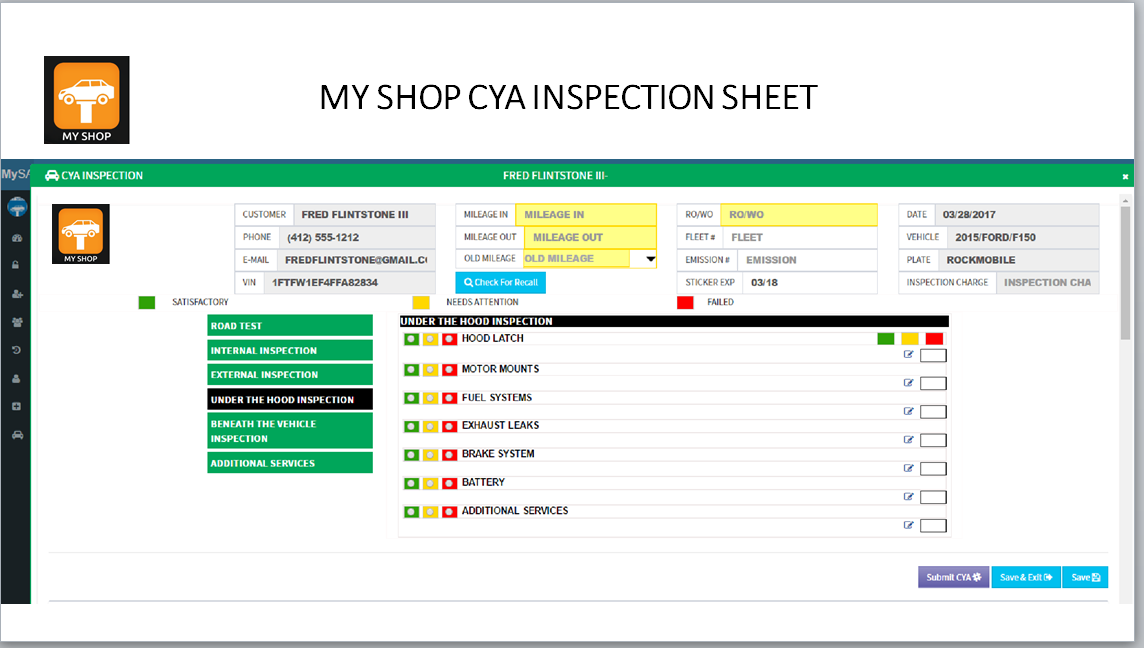 MY SHOP
MY SHOP CYA INSPECTION SHEET
MySA
CYA INSPECTION
FRED FLINTSTONE III-
MY SHOP
CUSTOMER FRED FLINTSTONE III
PHONE (412) 555-1212
E-MAIL FREDFLINTSTONE@GMAIL.CO
VIN 1FTFW1EF4FFA82834
MILEAGE IN MILEAGE IN
MILEAGE OUT MILEAGE OUT
OLD MILEAGE OLD MILEAGE
Check For Recall
RO/WO RO/WO
FLEET # FLEET
EMISSION # EMISSION
STICKER EXP 03/18
DATE 03/28/2017
VEHICLE 2015/FORD/F150
PLATE ROCKMOBILE
INSPECTION CHARGE INSPECTION CHA
SATISFACTORY
NEEDS ATTENTION
FAILED
ROAD TEST
INTERNAL INSPECTION
EXTERNAL INSPECTION
UNDER THE HOOD INSPECTION
BENEATH THE VEHICLE
INSPECTION
ADDITIONAL SERVICES
UNDER THE HOOD INSPECTION
HOOD LATCH
MOTOR MOUNTS
FUEL SYSTEMS
EXHAUST LEAKS
BRAKE SYSTEM
BATTERY
ADDITIONAL SERVICES
Submit CYA
Save & Exit
Save